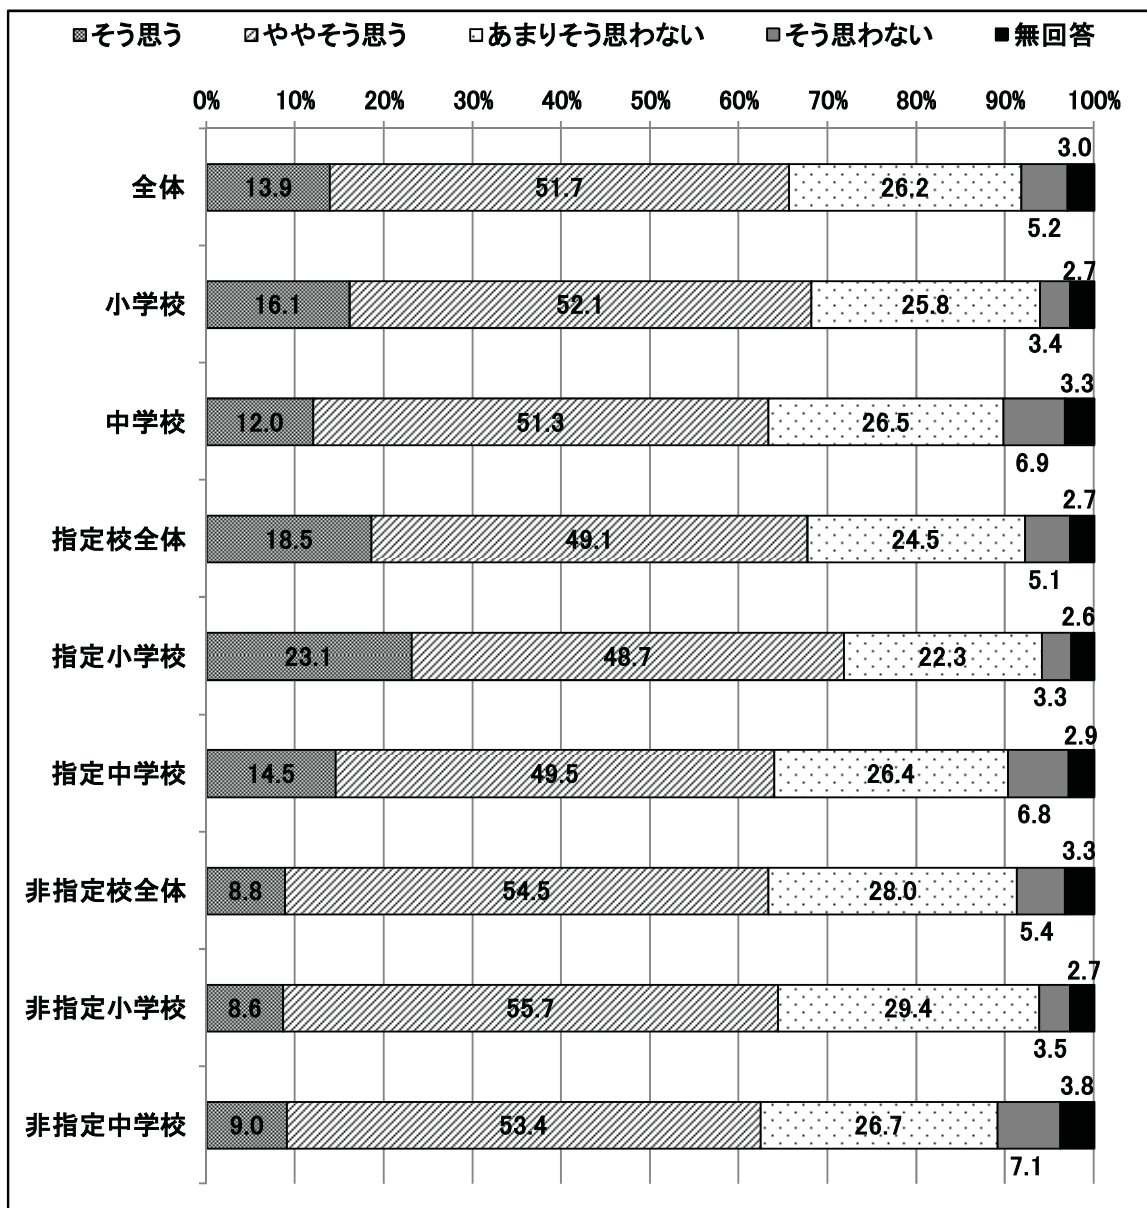 そう思う ややそう思う あまりそう思わない そう思わない 無回答
0% 10% 20% 30% 40% 50% 60% 70% 80% 90% 100%
全体 13.9 51.7 26.2 5.2 3.0
小学校 16.1 52.1 25.8 3.4 2.7
中学校 12.0 51.3 26.5 6.9 3.3
指定校全体 18.5 49.1 24.5 5.1 2.7
指定小学校 23.1 48.7 22.3 3.3 2.6
指定中学校 14.5 49.5 26.4 6.8 2.9
非指定校全体 8.8 54.5 28.0 5.4 3.3
非指定小学校 8.6 55.7 29.4 3.5 2.7
非指定中学校 9.0 53.4 26.7 7.1 3.8